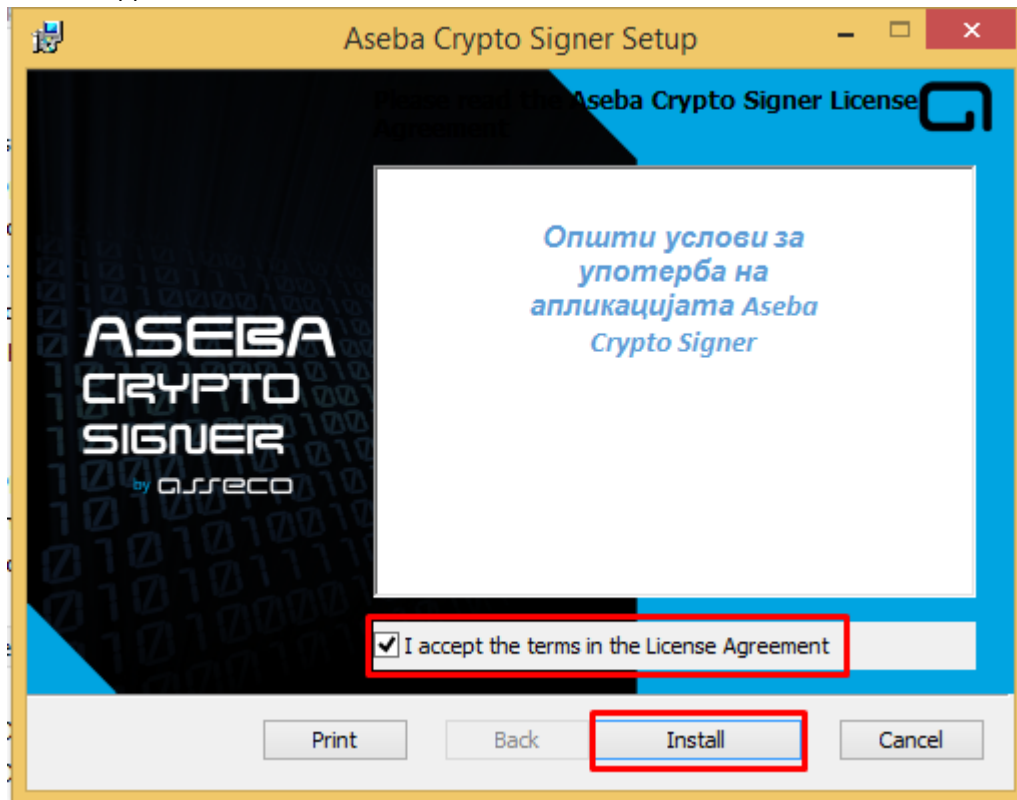 Aseba Crypto Signer Setup
Please read the Aseba Crypto Signer License
Agreement
Општи услови за
употерба на
апликацијата Aseba
Crypto Signer
ASEBA
CRYPTO
SIGNER
by asseco
I accept the terms in the License Agreement
Print
Back
Install
Cancel